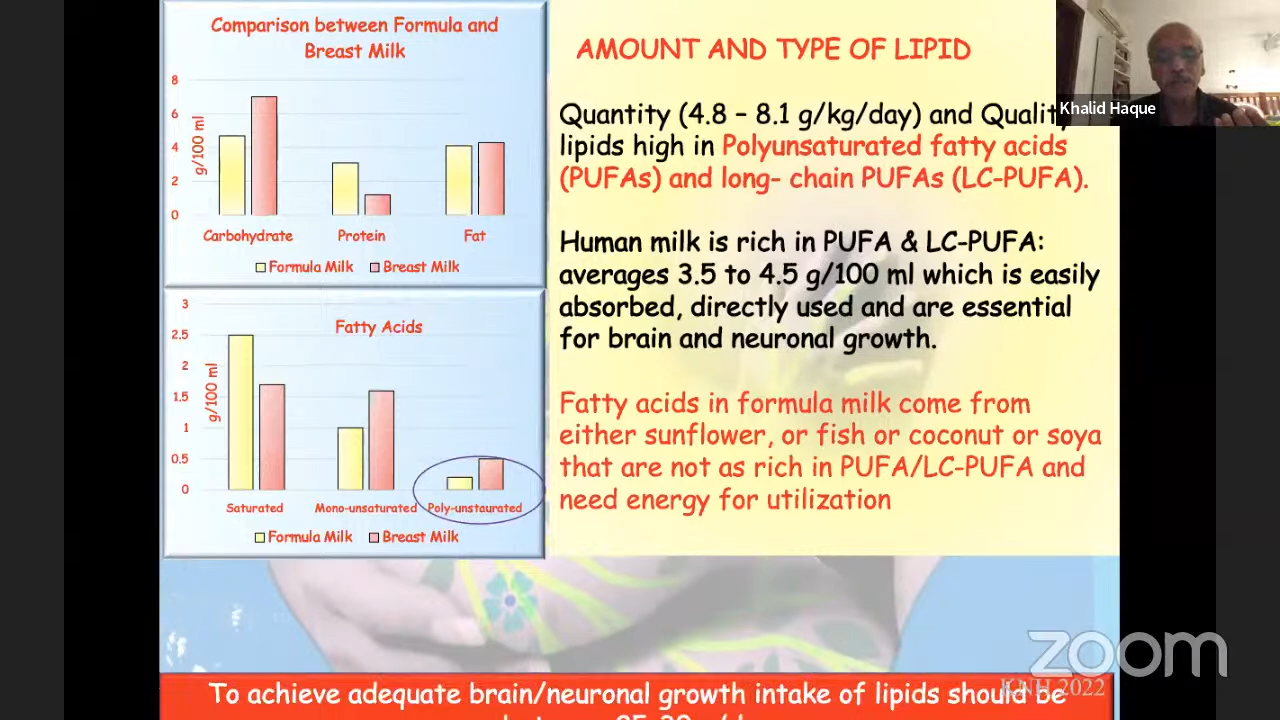 Comparison between Formula and
Breast Milk
8
6
4
2
0
g/100 ml
Carbohydrate Protein Fat
Formula Milk Breast Milk
3
2.5
2
1.5
1
0.5
0
Fatty Acids
g/100 ml
Saturated Mono-unsaturated Poly-unstaurated
Formula Milk Breast Milk
AMOUNT AND TYPE OF LIPID
Quantity (4.8 – 8.1 g/kg/day) and Quality
lipids high in Polyunsaturated fatty acids
(PUFAs) and long- chain PUFAs (LC-PUFA).
Human milk is rich in PUFA & LC-PUFA:
averages 3.5 to 4.5 g/100 ml which is easily
absorbed, directly used and are essential
for brain and neuronal growth.
Fatty acids in formula milk come from
either sunflower, or fish or coconut or soya
that are not as rich in PUFA/LC-PUFA and
need energy for utilization
Khalid Haque
zoom
KNH 2022
To achieve adequate brain/neuronal growth intake of lipids should be